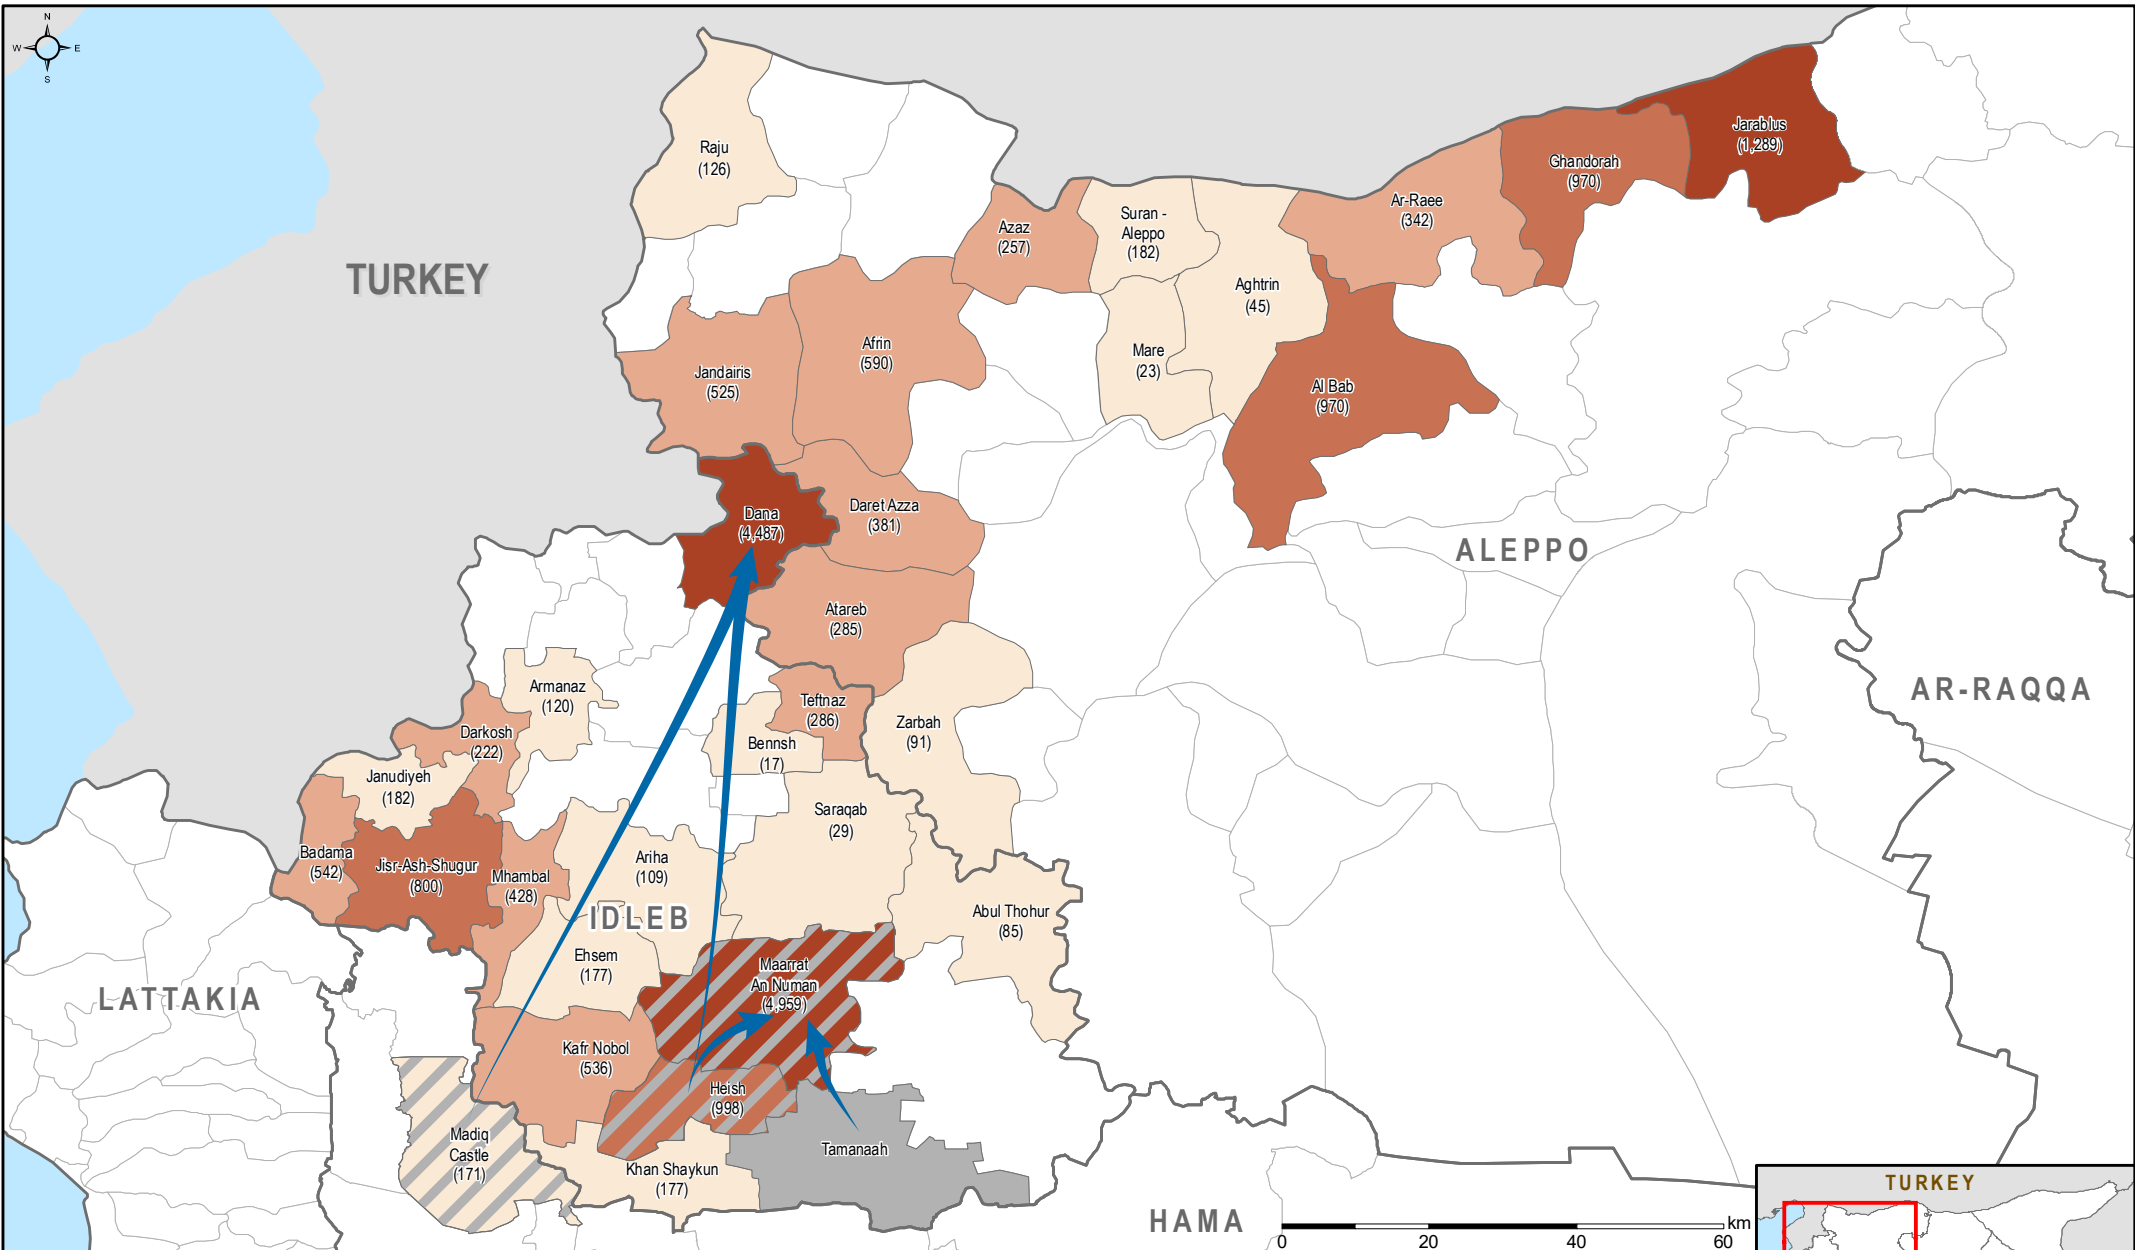 N
W
E
S
TURKEY
Raju
(126)
Jarablus
(1,289)
Ghandorah
(970)
Ar-Raee
(342)
Azaz
(257)
Suran -
Aleppo
(182)
Aghtrin
(45)
Mare
(23)
Afrin
(590)
Jandairis
(525)
Al Bab
(970)
Dana
(4,487)
Daret Azza
(381)
ALEPPO
Atareb
(285)
AR-RAQQA
Armanaz
(120)
Teftnaz
(286)
Zarbah
(91)
Darkosh
(222)
Bennsh
(17)
Janudiyeh
(182)
Saraqab
(29)
Badama
(542)
Jisr-Ash-Shugur
(800)
Mhambal
(428)
Ariha
(109)
IDLEB
Abul Thohur
(85)
Ehsem
(177)
Maarrat
An Numan
(4,959)
LATTAKIA
Kafr Nobol
(536)
Heish
(998)
Madiq
Castle
(171)
Tamanaah
Khan Shaykun
(177)
HAMA
km
0
20
40
60
TURKEY